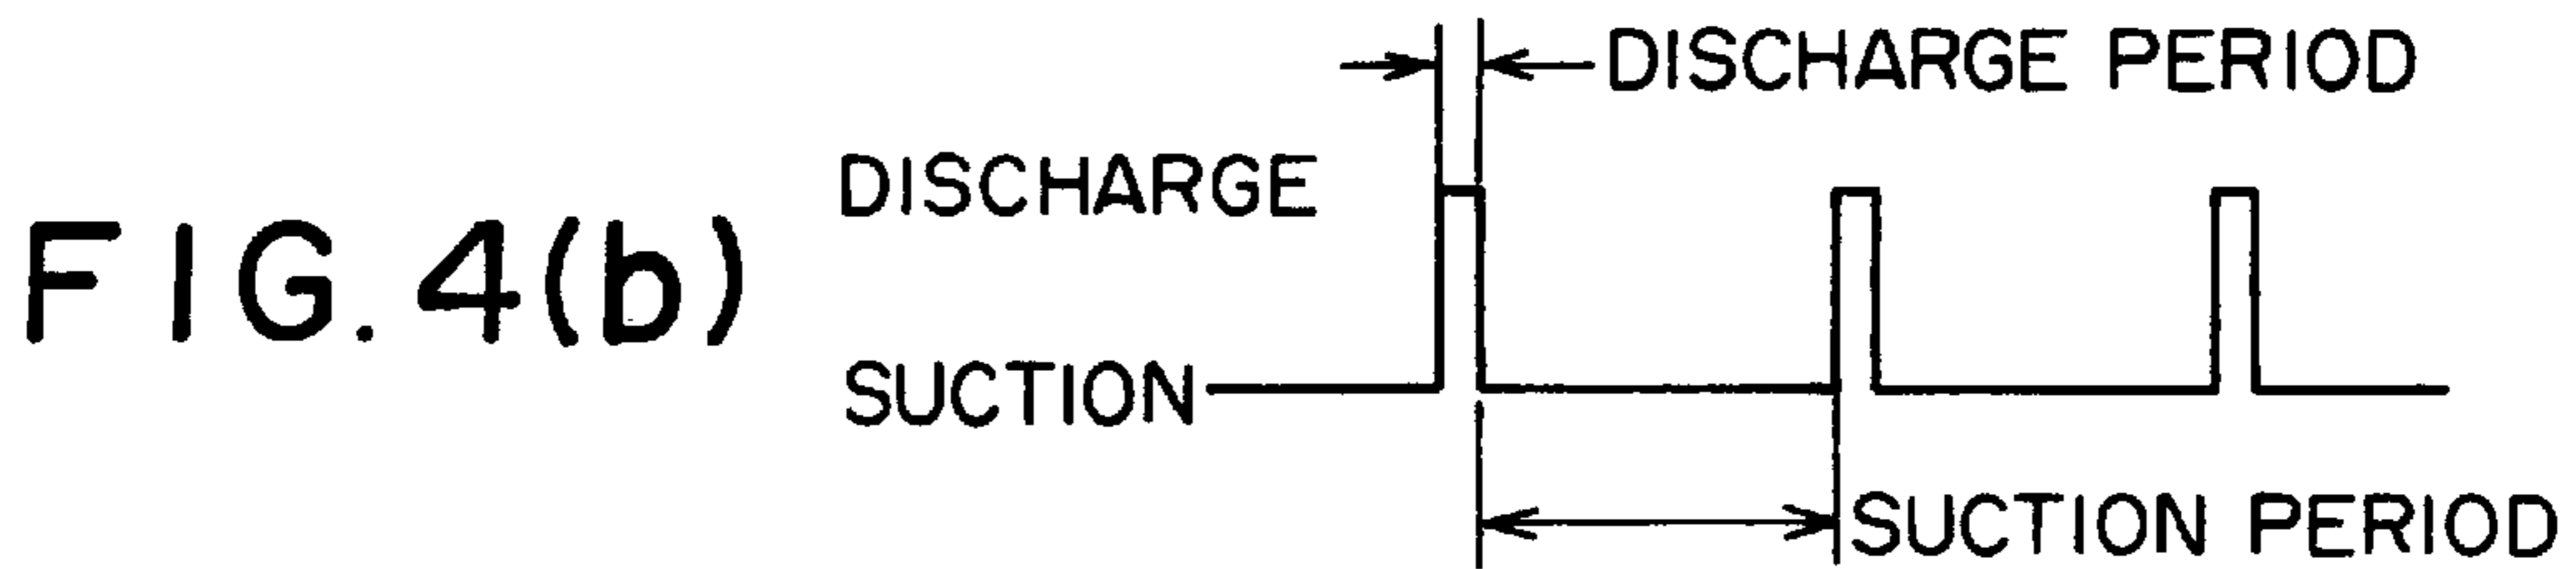 DISCHARGE PERIOD
DISCHARGE
FIG. 4(b)
SUCTION
SUCTION PERIOD